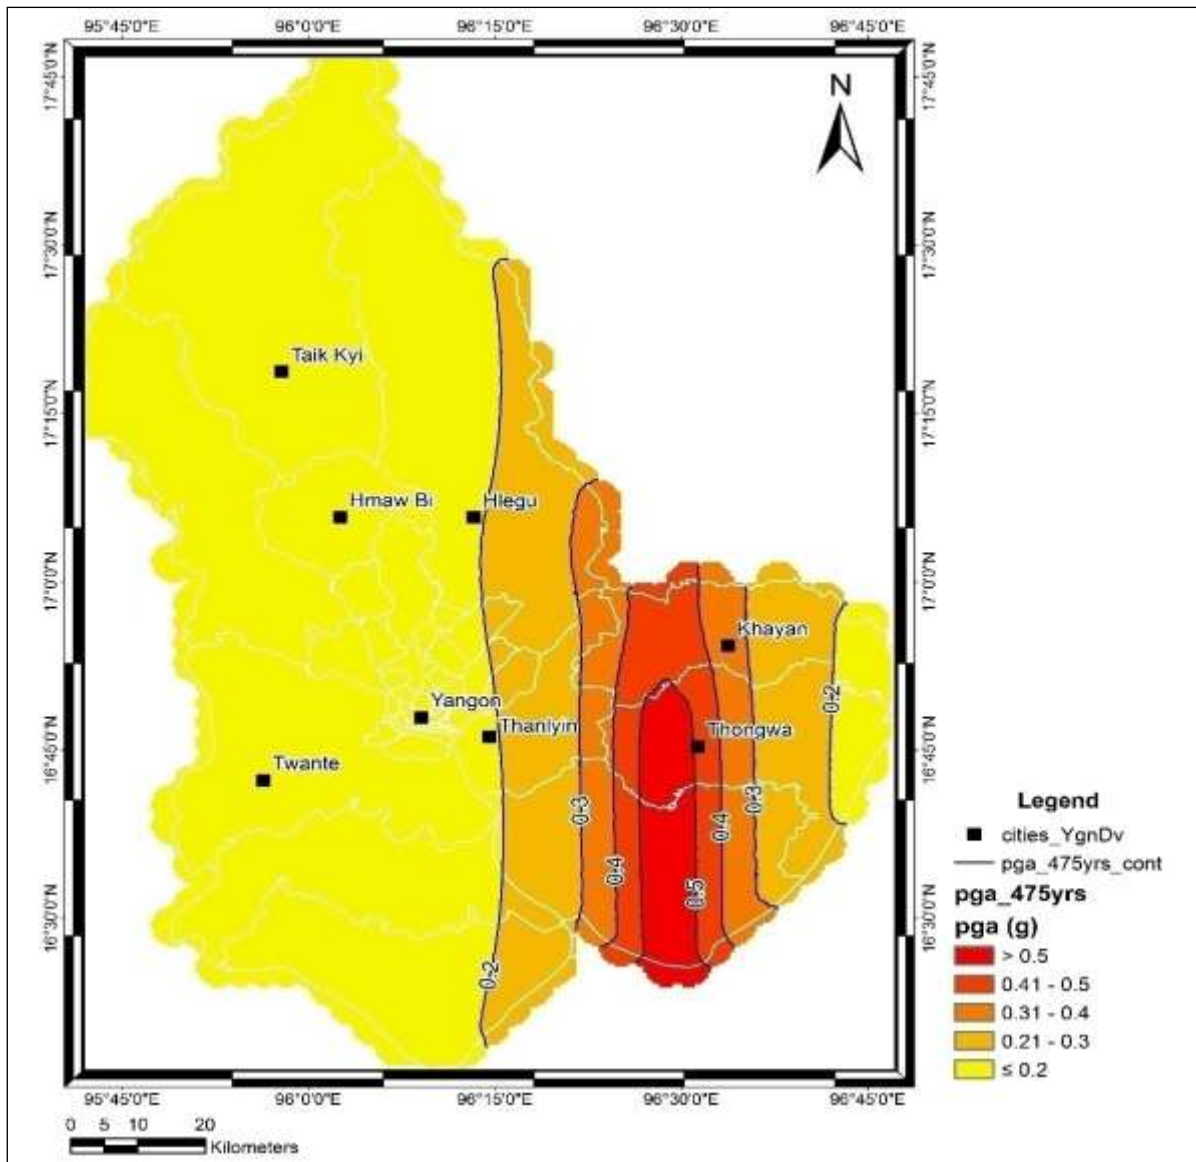 95°45'0"E 96°0'0"E 96°15'0"E 96°30'0"E 96°45'0"E
17°45'0"N 17°45'0"N
N
17°30'0"N 17°30'0"N
Taik Kyi
17°15'0"N 17°15'0"N
Hmaw Bi Hlegu
17°0'0"N 17°0'0"N
Khayan
0.2
Yangon
Thanlyin Thongwa
16°45'0"N 16°45'0"N
Twante
0.3 0.3
0.4 0.4
0.5
16°30'0"N 16°30'0"N
0.2
Legend
cities_YgnDv
pga_475yrs_cont
pga_475yrs
pga (g)
> 0.5
0.41 - 0.5
0.31 - 0.4
0.21 - 0.3
≤ 0.2
95°45'0"E 96°0'0"E 96°15'0"E 96°30'0"E 96°45'0"E
0 5 10 20
Kilometers